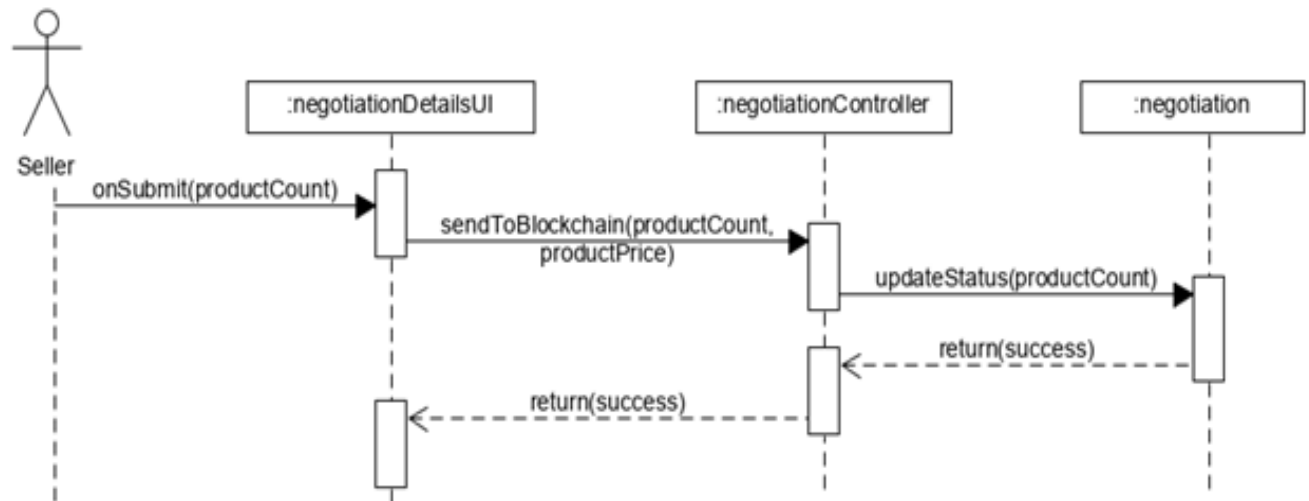 :negotiationDetailsUI
:negotiationController
:negotiation
Seller
onSubmit(productCount)
sendToBlockchain(productCount,
productPrice)
updateStatus(productCount)
return(success)
return(success)